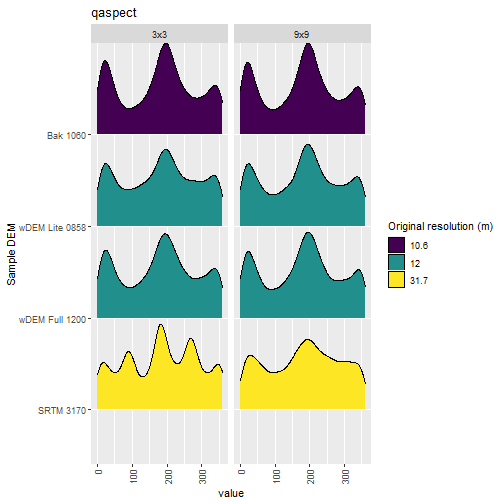 qaspect
3x3
9x9
Bak 1060
wDEM Lite 0858
wDEM Full 1200
SRTM 3170
Sample DEM
0
100
200
300
0
100
200
300
value
Original resolution (m)
10.6
12
31.7